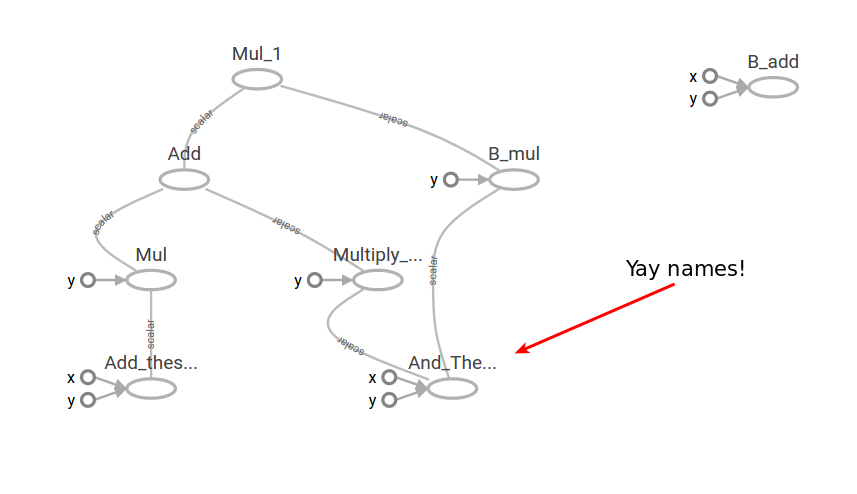 Mul_1
B_add
x
y
scalar
scalar
Add
B_mul
y
scalar
scalar
Mul
Multiply_...
y
y
scalar
Yay names!
scalar
scalar
Add_thes...
And_The...
x
y
x
y